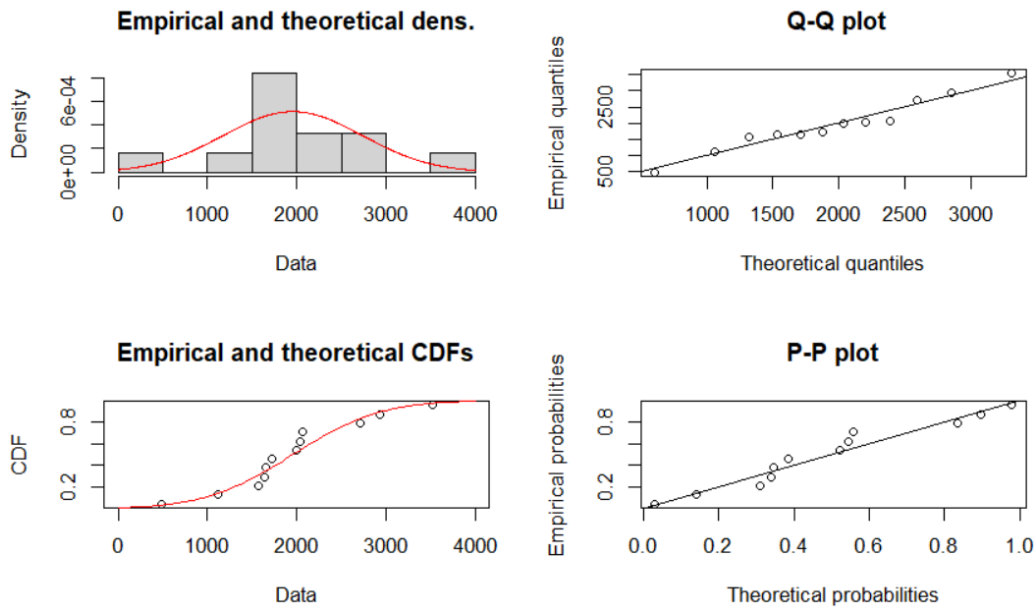 Empirical and theoretical dens.
Density
0e+00 6e-04
0 1000 2000 3000 4000
Data
Q-Q plot
Empirical quantiles
500 2500
1000 1500 2000 2500 3000
Theoretical quantiles
Empirical and theoretical CDFs
CDF
0.2 0.8
0 1000 2000 3000 4000
Data
P-P plot
Empirical probabilities
0.2 0.8
0.0 0.2 0.4 0.6 0.8 1.0
Theoretical probabilities